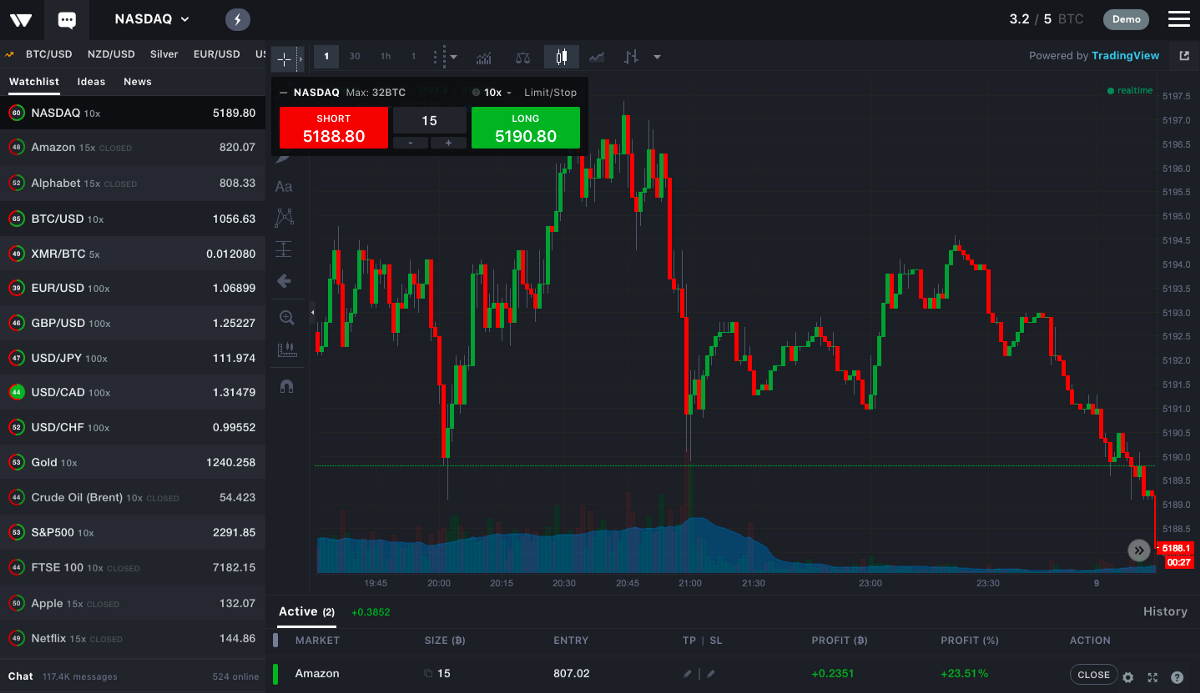 NASDAQ
3.2 / 5 BTC
Demo
BTC/USD NZD/USD Silver EUR/USD
1 30 1h 1
Powered by TradingView
Watchlist Ideas News
NASDAQ Max: 32BTC 10x Limit/Stop
SHORT
5188.80
15
- +
LONG
5190.80
realtime
60 NASDAQ 10x 5189.80
48 Amazon 15x CLOSED 820.07
52 Alphabet 15x CLOSED 808.33
65 BTC/USD 10x 1056.63
49 XMR/BTC 5x 0.012080
39 EUR/USD 100x 1.06899
46 GBP/USD 100x 1.25227
47 USD/JPY 100x 111.974
44 USD/CAD 100x 1.31479
52 USD/CHF 100x 0.99552
53 Gold 10x 1240.258
44 Crude Oil (Brent) 10x CLOSED 54.423
53 S&P500 10x 2291.85
44 FTSE 100 10x CLOSED 7182.15
50 Apple 15x CLOSED 132.07
49 Netflix 15x CLOSED 144.86
Chat 117.4K messages 524 online
Aa
5197.5
5197.0
5196.5
5196.0
5195.5
5195.0
5194.5
5194.0
5193.5
5193.0
5192.5
5192.0
5191.5
5191.0
5190.5
5190.0
5189.5
5189.0
5188.5
5188.1
00:27
19:45 20:00 20:15 20:30 20:45 21:00 21:30 23:00 23:30 9
Active (2) +0.3852 History
MARKET SIZE (฿) ENTRY TP | SL PROFIT (฿) PROFIT (%) ACTION
Amazon 15 807.02 | +0.2351 +23.51% CLOSE